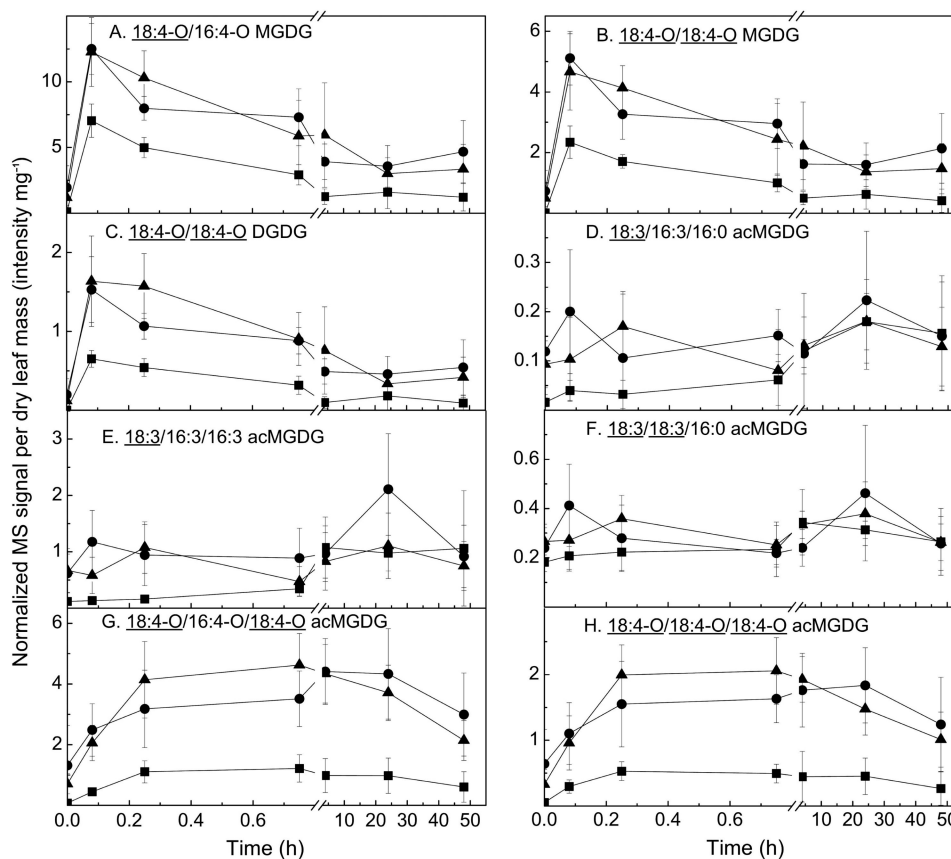 Normalized MS signal per dry leaf mass (intensity mg⁻¹)
A. 18:4-O/16:4-O MGDG
10
5
B. 18:4-O/18:4-O MGDG
6
4
2
C. 18:4-O/18:4-O DGDG
2
1
D. 18:3/16:3/16:0 acMGDG
0.3
0.2
0.1
E. 18:3/16:3/16:3 acMGDG
3
2
1
F. 18:3/18:3/16:0 acMGDG
0.6
0.4
0.2
G. 18:4-O/16:4-O/18:4-O acMGDG
6
4
2
H. 18:4-O/18:4-O/18:4-O acMGDG
2
1
0.0 0.2 0.4 0.6 0.8 10 20 30 40 50
0.0 0.2 0.4 0.6 0.8 10 20 30 40
Time (h)
Time (h)